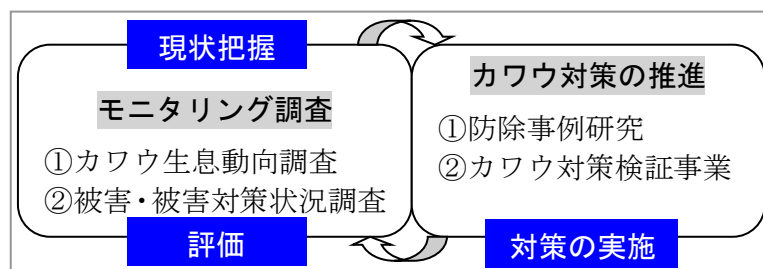 現状把握
モニタリング調査
①カワウ生息動向調査
②被害・被害対策状況調査
評価
カワウ対策の推進
①防除事例研究
②カワウ対策検証事業
対策の実施